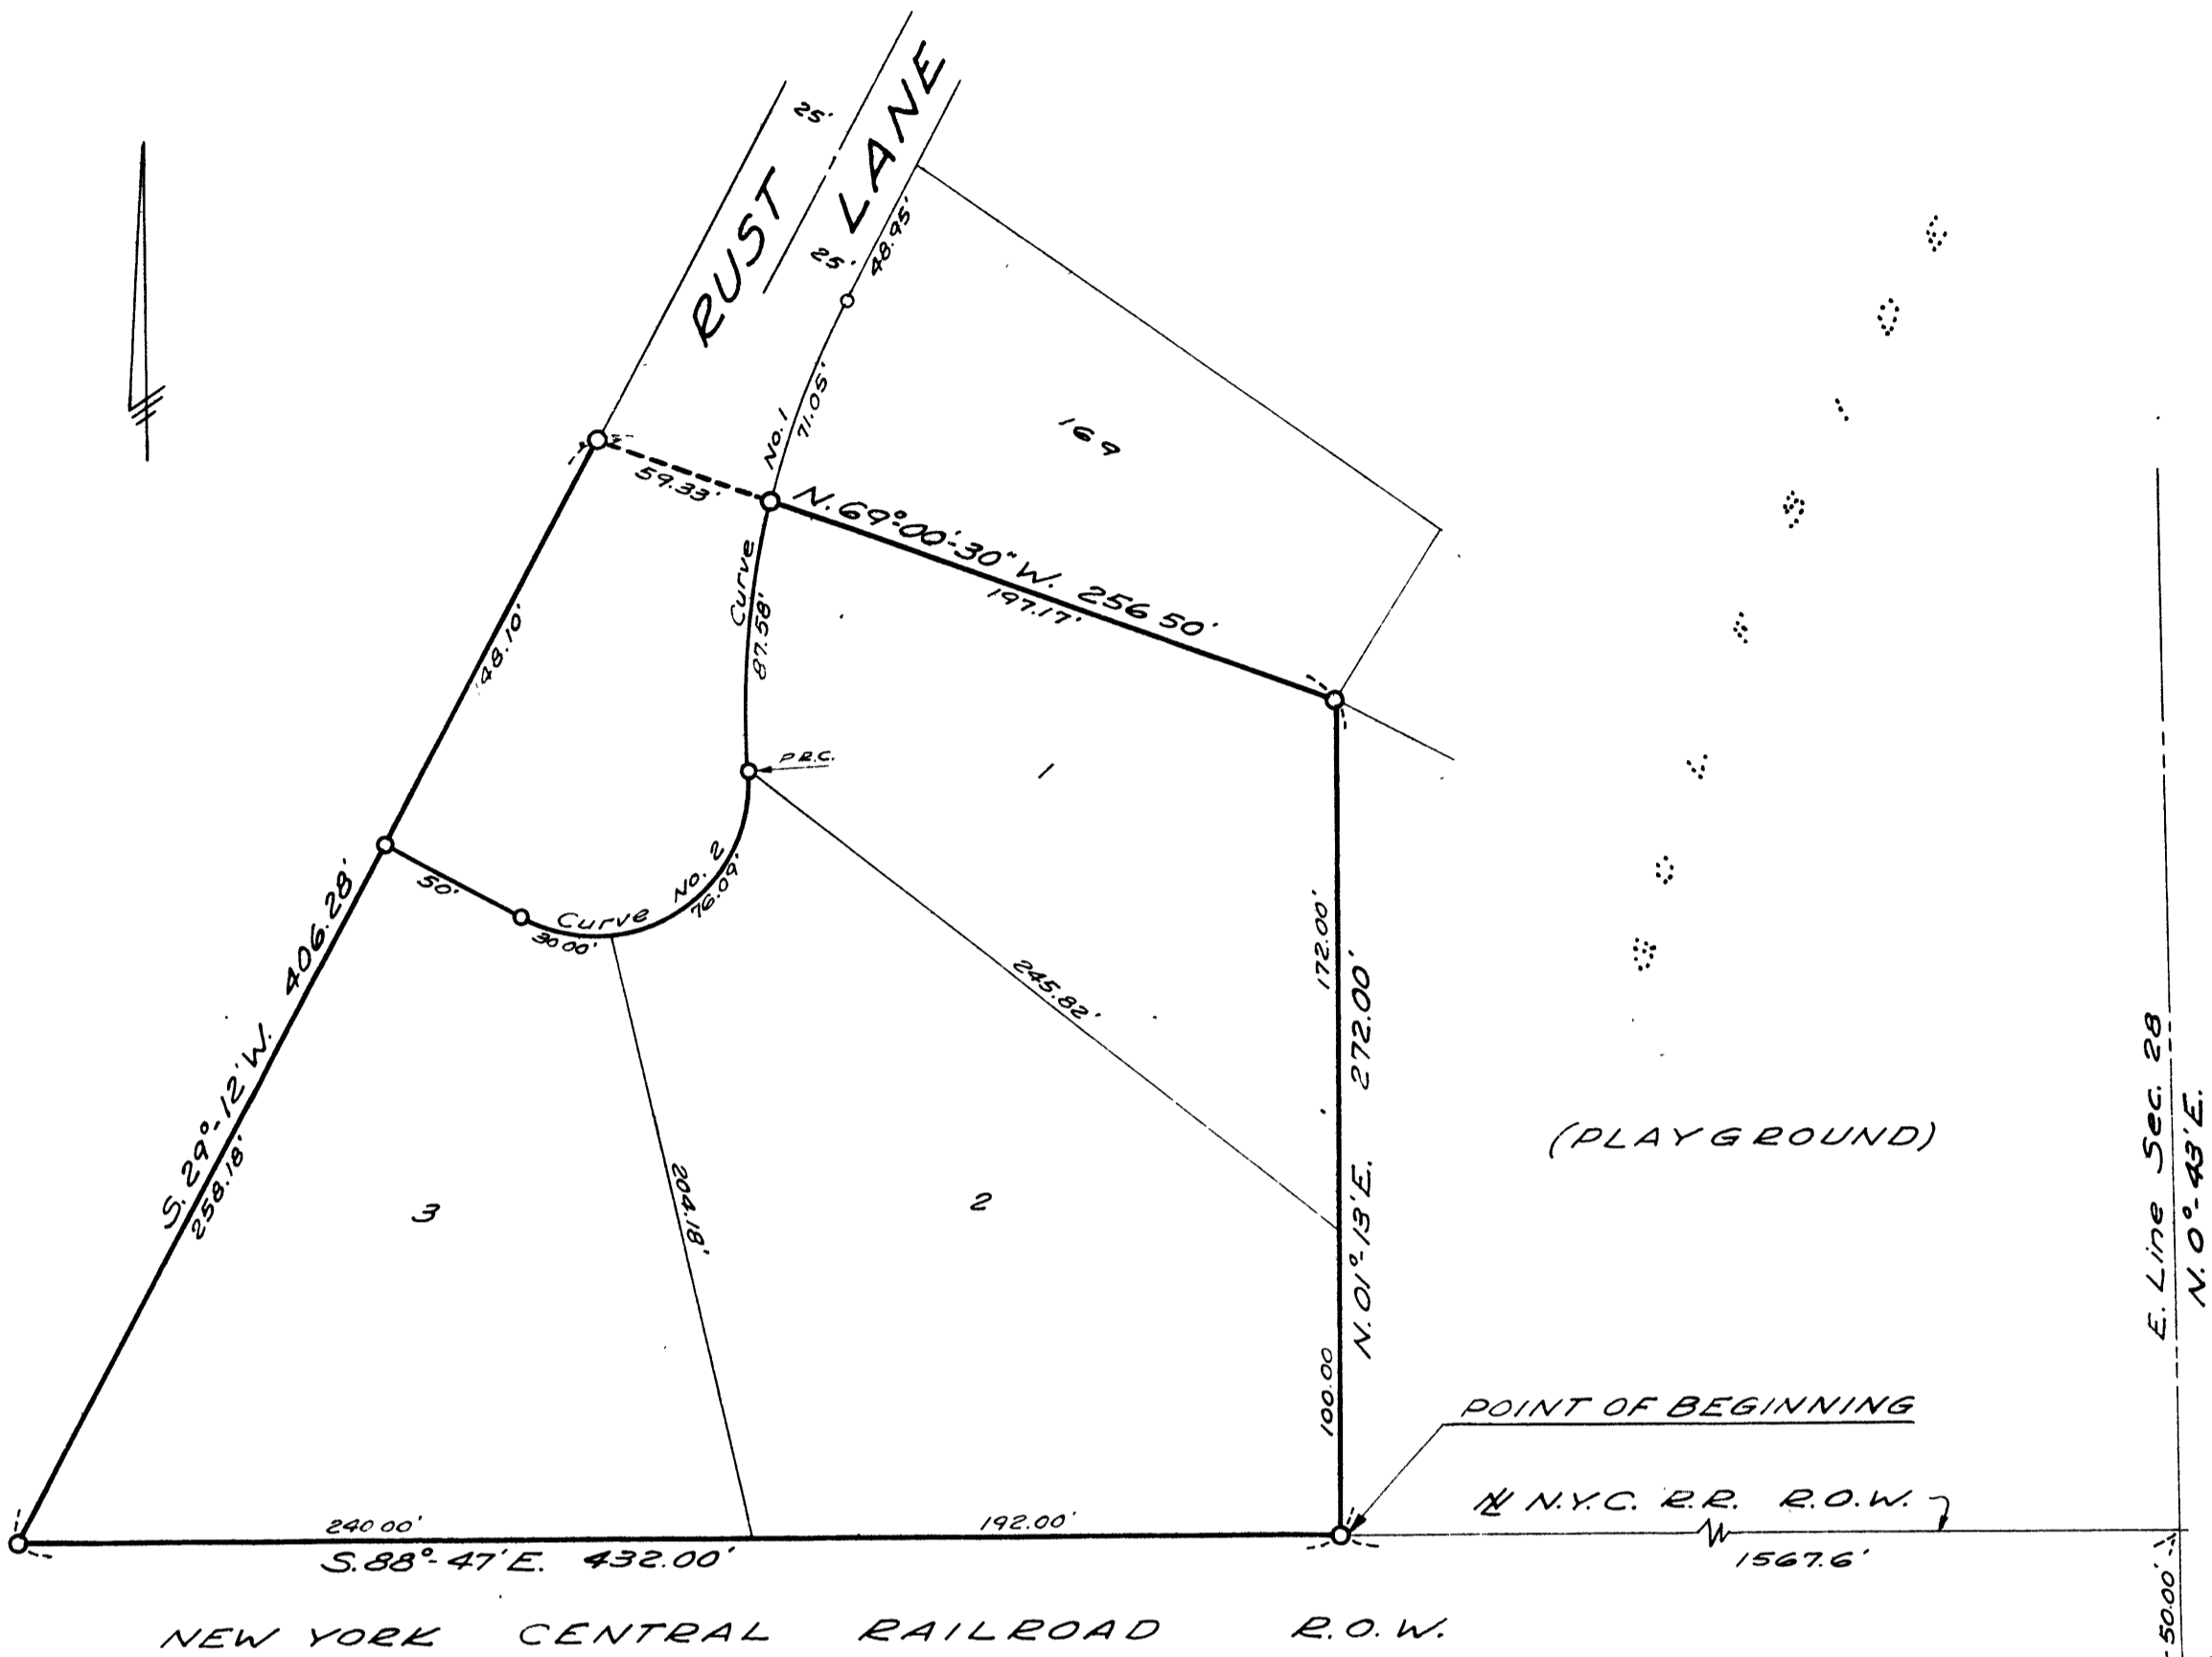 25'
RUST LANE
25'
48.95'
No. 1
71.05'
169
59.33'
N. 69°-00'-30" W. 256 50'
197.17'
Curve
87.58'
148.10'
P.R.C.
1
50'
Curve No. 2
30 00'
76.09'
245.82'
172.00'
S. 29°-12' W. 406.28'
258.18'
204.18'
N. 01°-13' E. 272.00'
3
2
(PLAYGROUND)
E. Line Sec. 28
N. 0°-43' E.
100.00
POINT OF BEGINNING
N.Y.C. R.R. R.O.W.
240 00'
192.00'
S. 88°-47' E. 432.00'
1567.6'
50.00'
NEW YORK CENTRAL RAILROAD R.O.W.